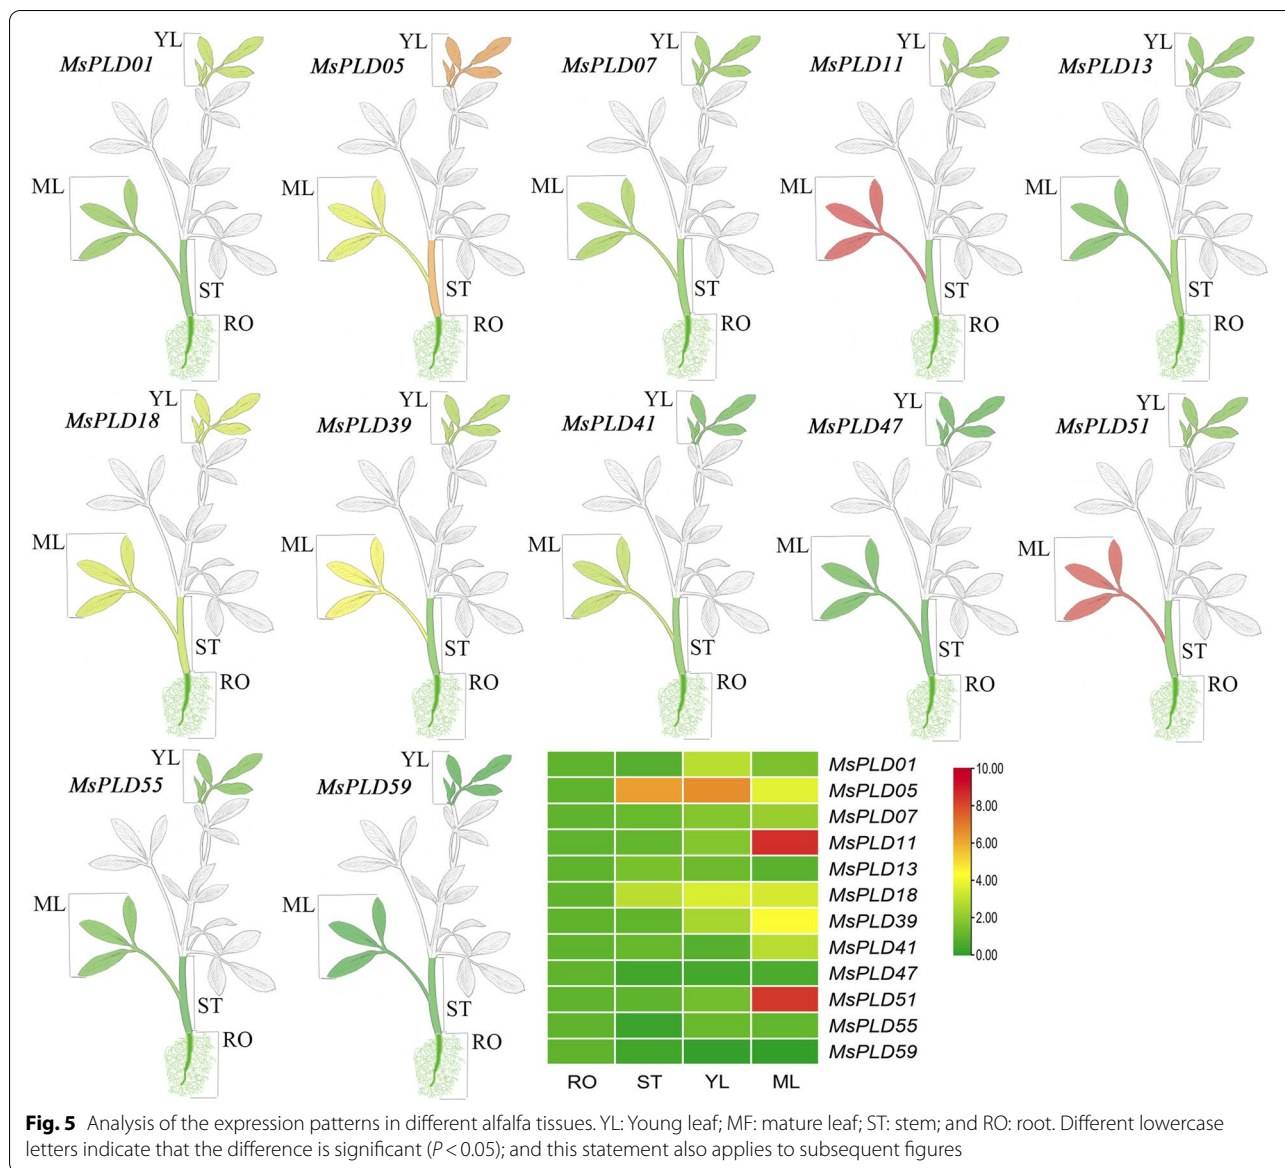 YL
MsPLD01
ML
ST
RO
YL
MsPLD05
ML
ST
RO
YL
MsPLD07
ML
ST
RO
YL
MsPLD11
ML
ST
RO
YL
MsPLD13
ML
ST
RO
YL
MsPLD18
ML
ST
RO
YL
MsPLD39
ML
ST
RO
YL
MsPLD41
ML
ST
RO
YL
MsPLD47
ML
ST
RO
YL
MsPLD51
ML
ST
RO
YL
MsPLD55
ML
ST
RO
YL
MsPLD59
ML
ST
RO
MsPLD01
MsPLD05
MsPLD07
MsPLD11
MsPLD13
MsPLD18
MsPLD39
MsPLD41
MsPLD47
MsPLD51
MsPLD55
MsPLD59
RO ST YL ML
10.00
8.00
6.00
4.00
2.00
0.00
Fig. 5 Analysis of the expression patterns in different alfalfa tissues. YL: Young leaf; MF: mature leaf; ST: stem; and RO: root. Different lowercase
letters indicate that the difference is significant (P < 0.05); and this statement also applies to subsequent figures